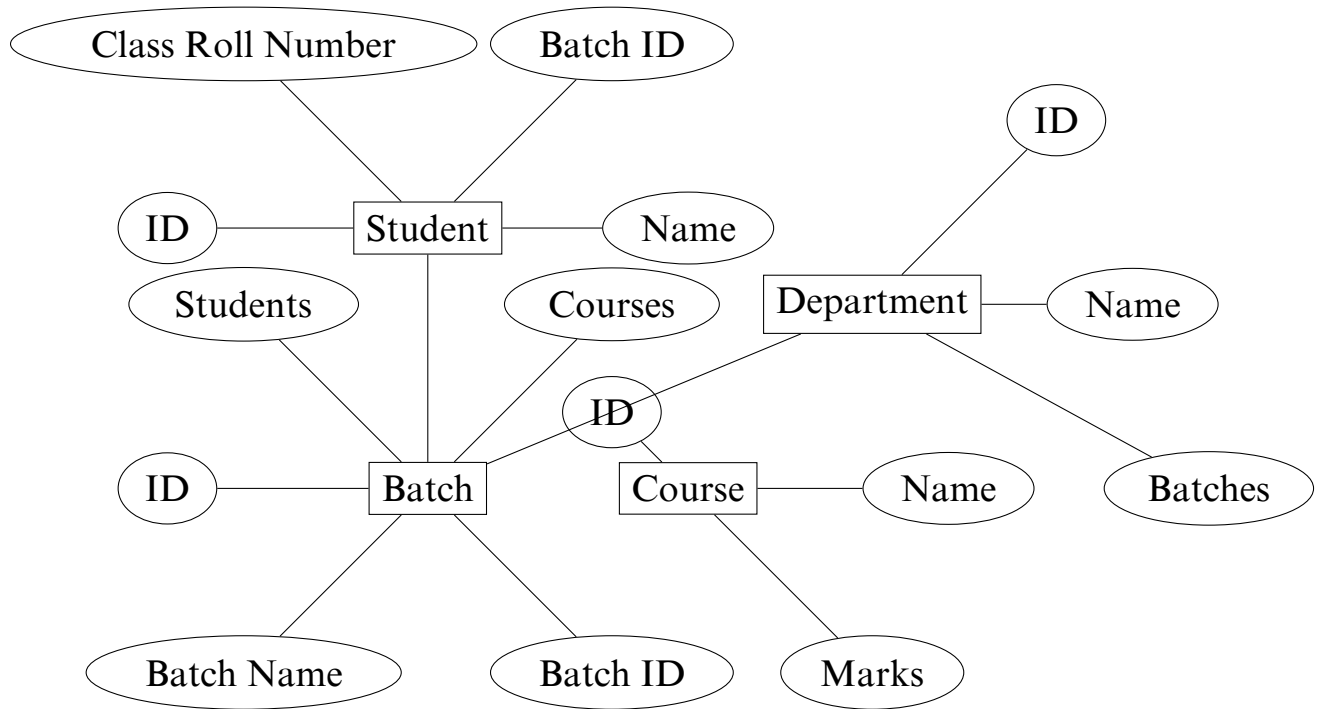 Class Roll Number
Batch ID
ID
ID
Student
Name
Students
Courses
Department
Name
ID
ID
Batch
Course
Name
Batches
Batch Name
Batch ID
Marks